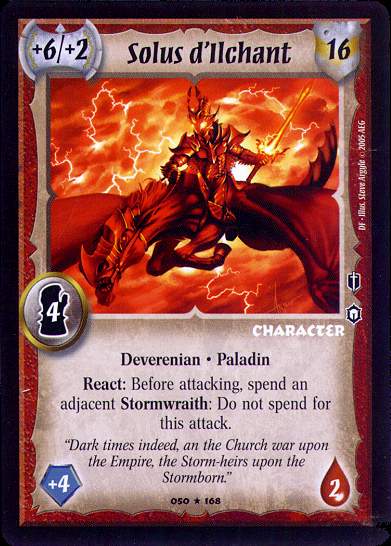 +6/+2 Solus d'Ilchant 16
DF • Illus. Steve Argyle © 2005 AEG
4
CHARACTER
Deverenian • Paladin
React: Before attacking, spend an
adjacent Stormwraith: Do not spend for
this attack.
"Dark times indeed, an the Church war upon
the Empire, the Storm-heirs upon the
Stormborn."
+4
2
050 ★ 168